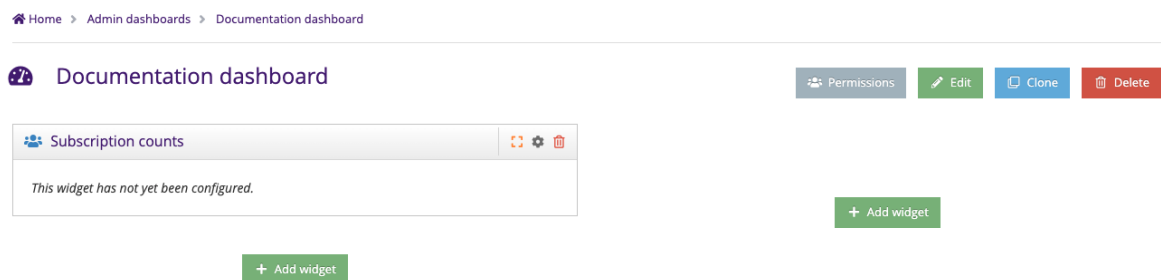 Home > Admin dashboards > Documentation dashboard
Documentation dashboard
Permissions
Edit
Clone
Delete
Subscription counts
This widget has not yet been configured.
+ Add widget
+ Add widget